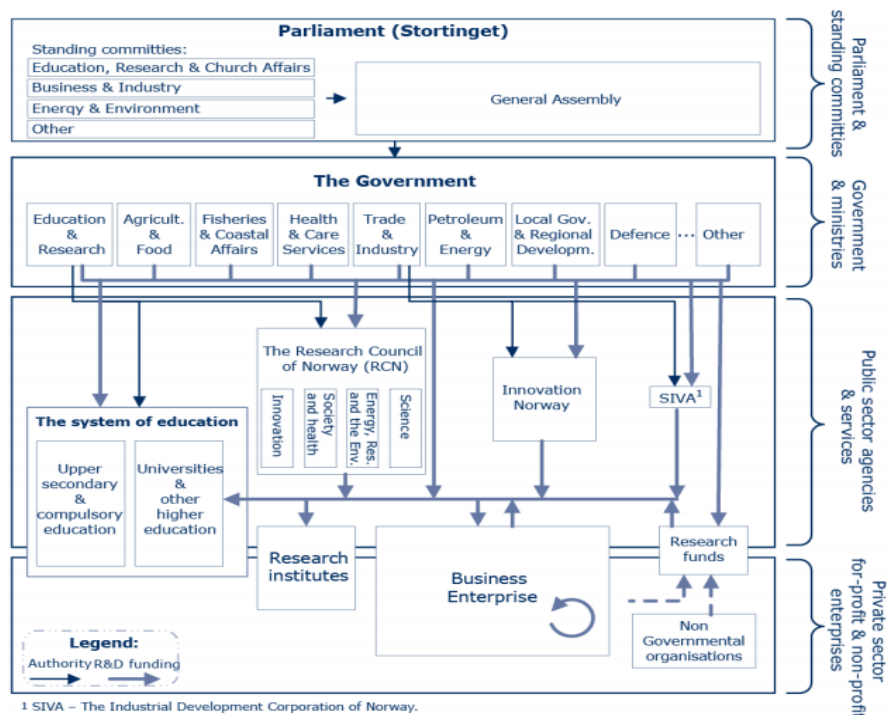 Parliament (Stortinget)
Standing committees:
Education, Research & Church Affairs
Business & Industry
Energy & Environment
Other
General Assembly
Parliament &
standing committees
The Government
Education
&
Research
Agricult.
&
Food
Fisheries
& Coastal
Affairs
Health
& Care
Services
Trade
&
Industry
Petroleum
&
Energy
Local Gov.
& Regional
Developm.
Defence
...
Other
Government
& ministries
The Research Council
of Norway (RCN)
Innovation
Society
and health
Energy, Res.
and the Env.
Science
Innovation
Norway
SIVA1
The system of education
Upper
secondary
&
compulsory
education
Universities
&
other
higher
education
Public sector agencies
& services
Research
institutes
Business
Enterprise
Research
funds
Non
Governmental
organisations
Private sector
for-profit & non-profit
enterprises
Legend:
Authority R&D funding
1 SIVA – The Industrial Development Corporation of Norway.